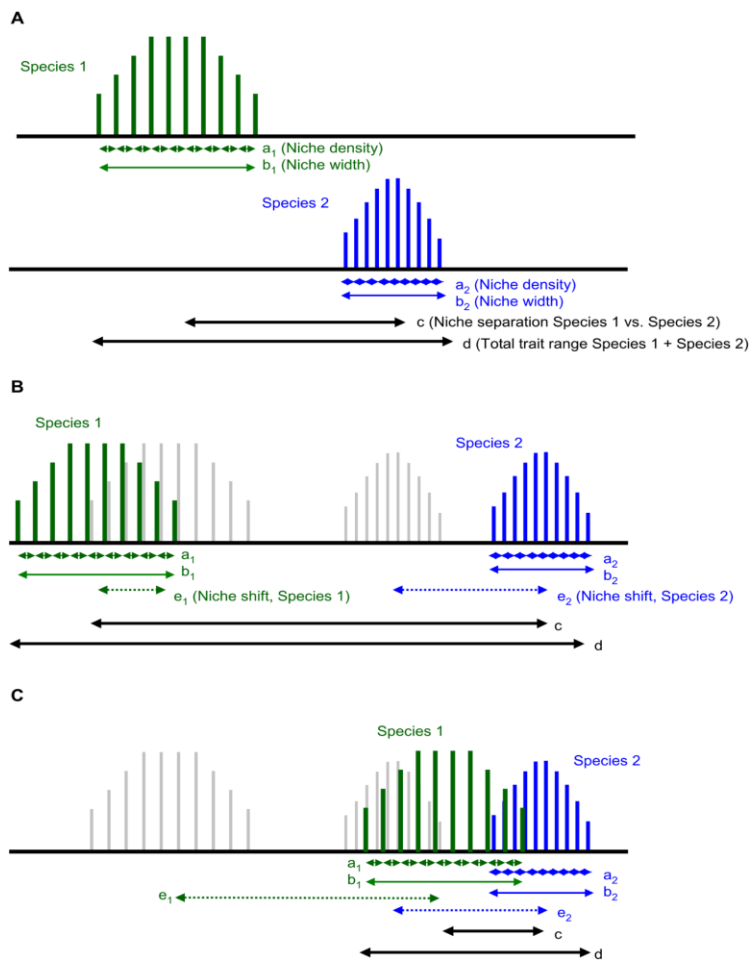 A
Species 1
a1 (Niche density)
b1 (Niche width)
Species 2
a2 (Niche density)
b2 (Niche width)
c (Niche separation Species 1 vs. Species 2)
d (Total trait range Species 1 + Species 2)
B
Species 1
Species 2
a1
b1
a2
b2
e1 (Niche shift, Species 1)
e2 (Niche shift, Species 2)
c
d
C
Species 1
Species 2
a1
b1
a2
b2
e1
e2
c
d